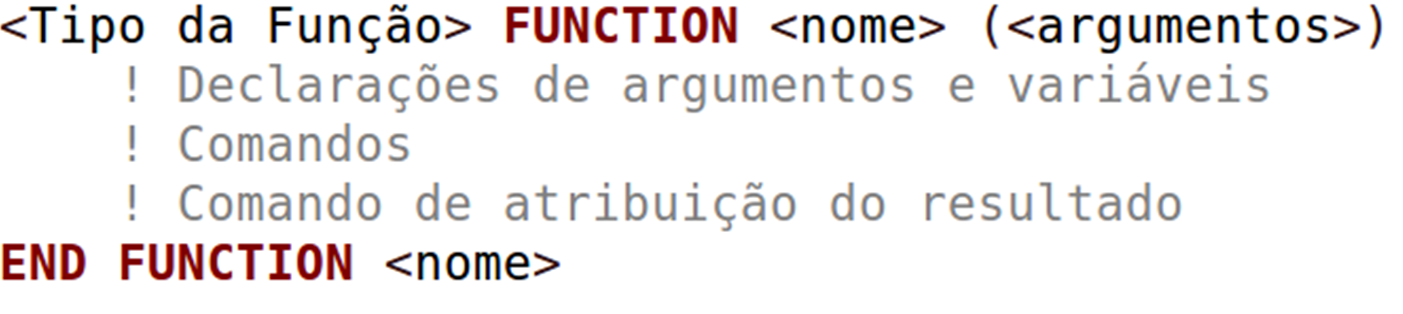 <Tipo da Função> FUNCTION <nome> (<argumentos>)
! Declarações de argumentos e variáveis
! Comandos
! Comando de atribuição do resultado
END FUNCTION <nome>